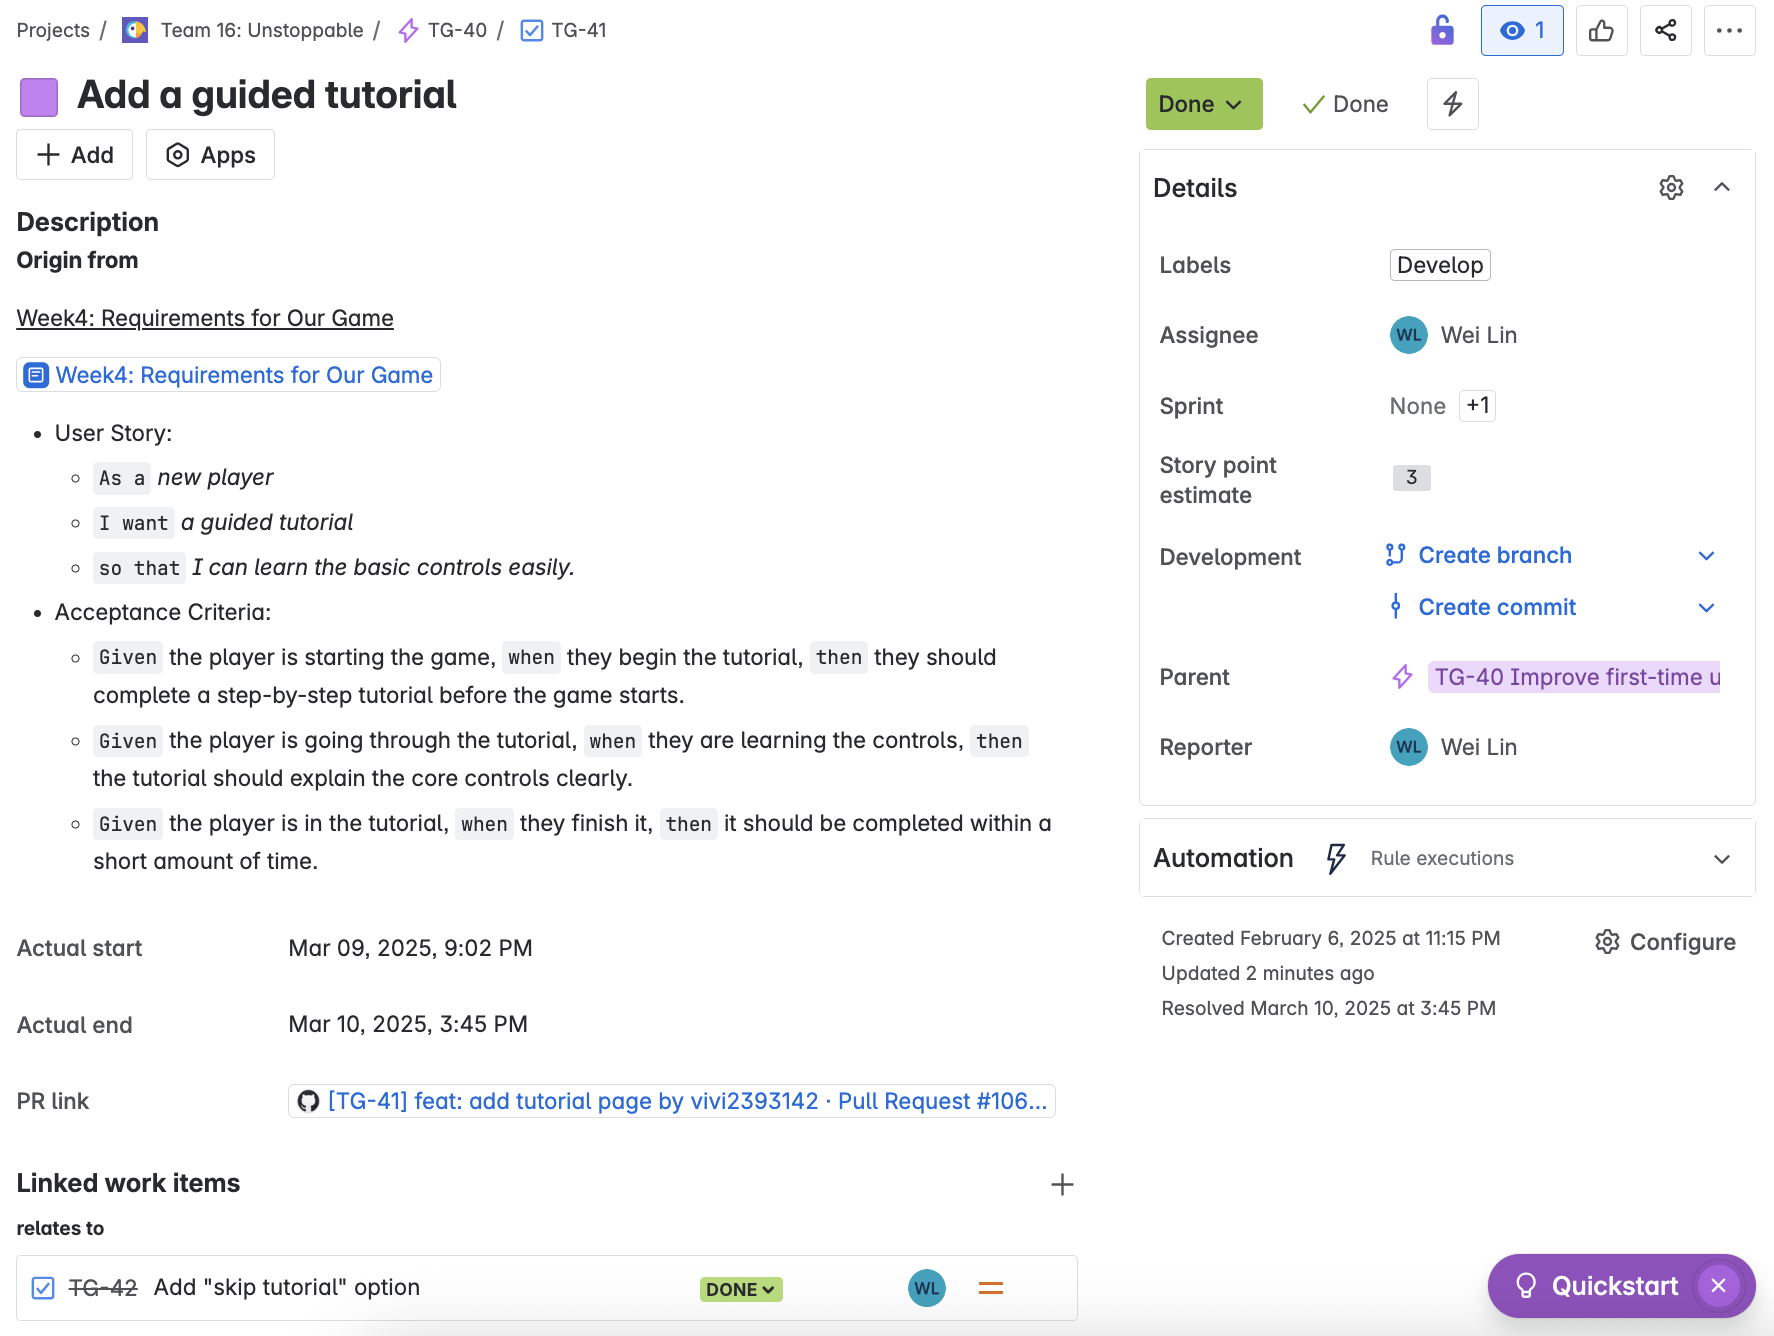 Projects / Team 16: Unstoppable / TG-40 / TG-41
1
Add a guided tutorial
Add
Apps
Description
Origin from
Week4: Requirements for Our Game
Week4: Requirements for Our Game
• User Story:
◦ As a new player
◦ I want a guided tutorial
◦ so that I can learn the basic controls easily.
• Acceptance Criteria:
◦ Given the player is starting the game, when they begin the tutorial, then they should
complete a step-by-step tutorial before the game starts.
◦ Given the player is going through the tutorial, when they are learning the controls, then
the tutorial should explain the core controls clearly.
◦ Given the player is in the tutorial, when they finish it, then it should be completed within a
short amount of time.
Actual start Mar 09, 2025, 9:02 PM
Actual end Mar 10, 2025, 3:45 PM
PR link [TG-41] feat: add tutorial page by vivi2393142 · Pull Request #106...
Linked work items
relates to
TG-42 Add "skip tutorial" option DONE WL
Done
Done
Details
Labels Develop
Assignee WL Wei Lin
Sprint None +1
Story point
estimate
3
Development Create branch
Create commit
Parent TG-40 Improve first-time u
Reporter WL Wei Lin
Automation Rule executions
Created February 6, 2025 at 11:15 PM
Configure
Updated 2 minutes ago
Resolved March 10, 2025 at 3:45 PM
Quickstart